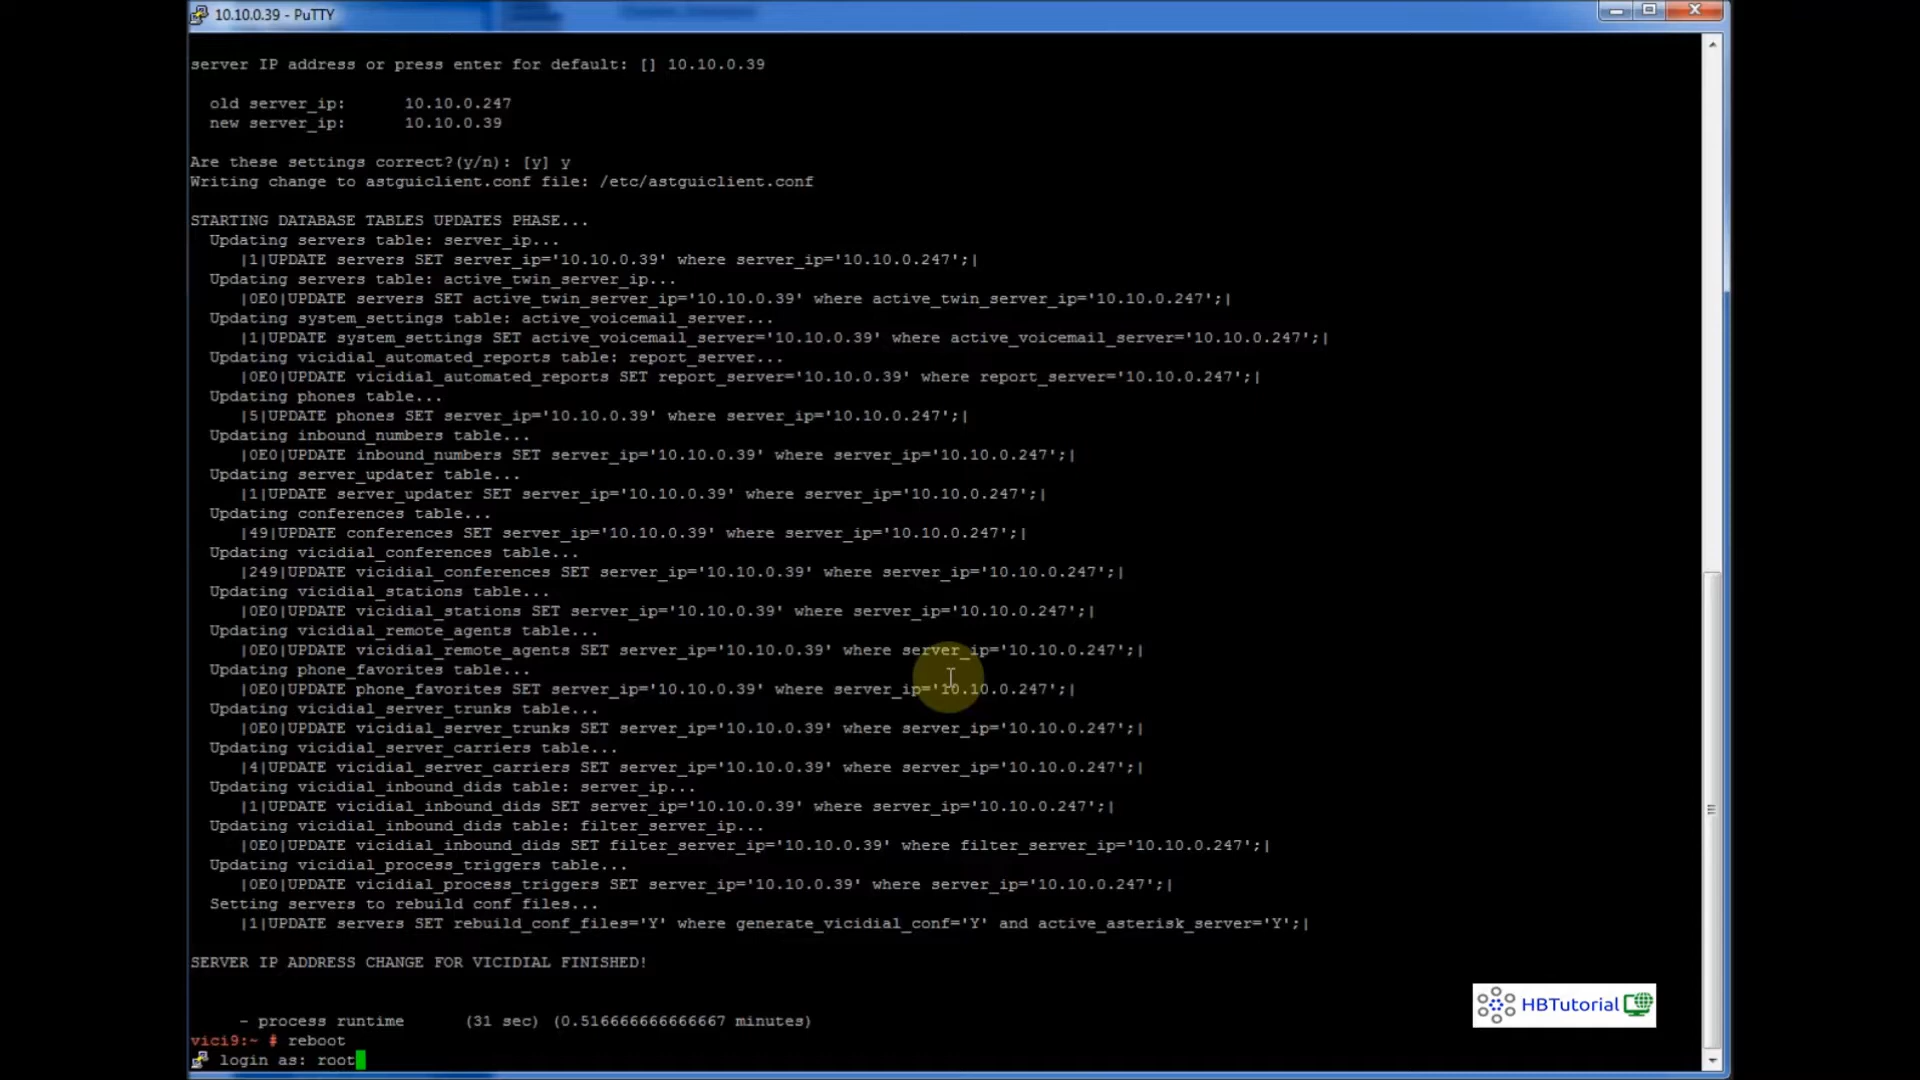 10.10.0.39 - PuTTY
server IP address or press enter for default: [] 10.10.0.39
old server_ip: 10.10.0.247
new server_ip: 10.10.0.39
Are these settings correct?(y/n): [y] y
Writing change to astguiclient.conf file: /etc/astguiclient.conf
STARTING DATABASE TABLES UPDATES PHASE...
Updating servers table: server_ip...
|1|UPDATE servers SET server_ip='10.10.0.39' where server_ip='10.10.0.247';|
Updating servers table: active_twin_server_ip...
|0E0|UPDATE servers SET active_twin_server_ip='10.10.0.39' where active_twin_server_ip='10.10.0.247';|
Updating system_settings table: active_voicemail_server...
|1|UPDATE system_settings SET active_voicemail_server='10.10.0.39' where active_voicemail_server='10.10.0.247';|
Updating vicidial_automated_reports table: report_server...
|0E0|UPDATE vicidial_automated_reports SET report_server='10.10.0.39' where report_server='10.10.0.247';|
Updating phones table...
|5|UPDATE phones SET server_ip='10.10.0.39' where server_ip='10.10.0.247';|
Updating inbound_numbers table...
|0E0|UPDATE inbound_numbers SET server_ip='10.10.0.39' where server_ip='10.10.0.247';|
Updating server_updater table...
|1|UPDATE server_updater SET server_ip='10.10.0.39' where server_ip='10.10.0.247';|
Updating conferences table...
|49|UPDATE conferences SET server_ip='10.10.0.39' where server_ip='10.10.0.247';|
Updating vicidial_conferences table...
|249|UPDATE vicidial_conferences SET server_ip='10.10.0.39' where server_ip='10.10.0.247';|
Updating vicidial_stations table...
|0E0|UPDATE vicidial_stations SET server_ip='10.10.0.39' where server_ip='10.10.0.247';|
Updating vicidial_remote_agents table...
|0E0|UPDATE vicidial_remote_agents SET server_ip='10.10.0.39' where server_ip='10.10.0.247';|
Updating phone_favorites table...
|0E0|UPDATE phone_favorites SET server_ip='10.10.0.39' where server_ip='10.10.0.247';|
Updating vicidial_server_trunks table...
|0E0|UPDATE vicidial_server_trunks SET server_ip='10.10.0.39' where server_ip='10.10.0.247';|
Updating vicidial_server_carriers table...
|4|UPDATE vicidial_server_carriers SET server_ip='10.10.0.39' where server_ip='10.10.0.247';|
Updating vicidial_inbound_dids table: server_ip...
|1|UPDATE vicidial_inbound_dids SET server_ip='10.10.0.39' where server_ip='10.10.0.247';|
Updating vicidial_inbound_dids table: filter_server_ip...
|0E0|UPDATE vicidial_inbound_dids SET filter_server_ip='10.10.0.39' where filter_server_ip='10.10.0.247';|
Updating vicidial_process_triggers table...
|0E0|UPDATE vicidial_process_triggers SET server_ip='10.10.0.39' where server_ip='10.10.0.247';|
Setting servers to rebuild conf files...
|1|UPDATE servers SET rebuild_conf_files='Y' where generate_vicidial_conf='Y' and active_asterisk_server='Y';|
SERVER IP ADDRESS CHANGE FOR VICIDIAL FINISHED!
- process runtime (31 sec) (0.516666666666667 minutes)
vici9:~ # reboot
login as: root
HBTutorial